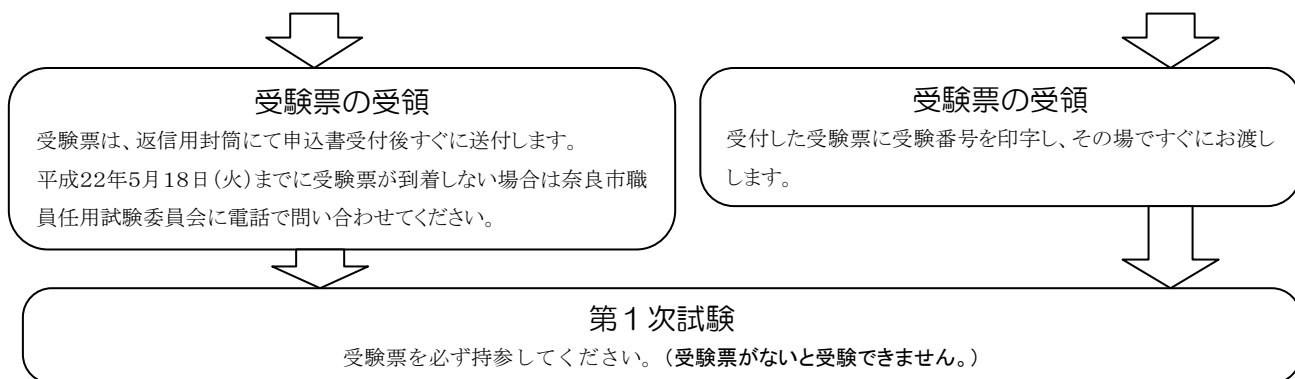 受験票の受領
受験票は、返信用封筒にて申込書受付後すぐに送付します。
平成22年5月18日(火)までに受験票が到着しない場合は奈良市職
員任用試験委員会に電話で問い合わせてください。
受験票の受領
受付した受験票に受験番号を印字し、その場ですぐにお渡し
します。
第1次試験
受験票を必ず持参してください。(受験票がないと受験できません。)